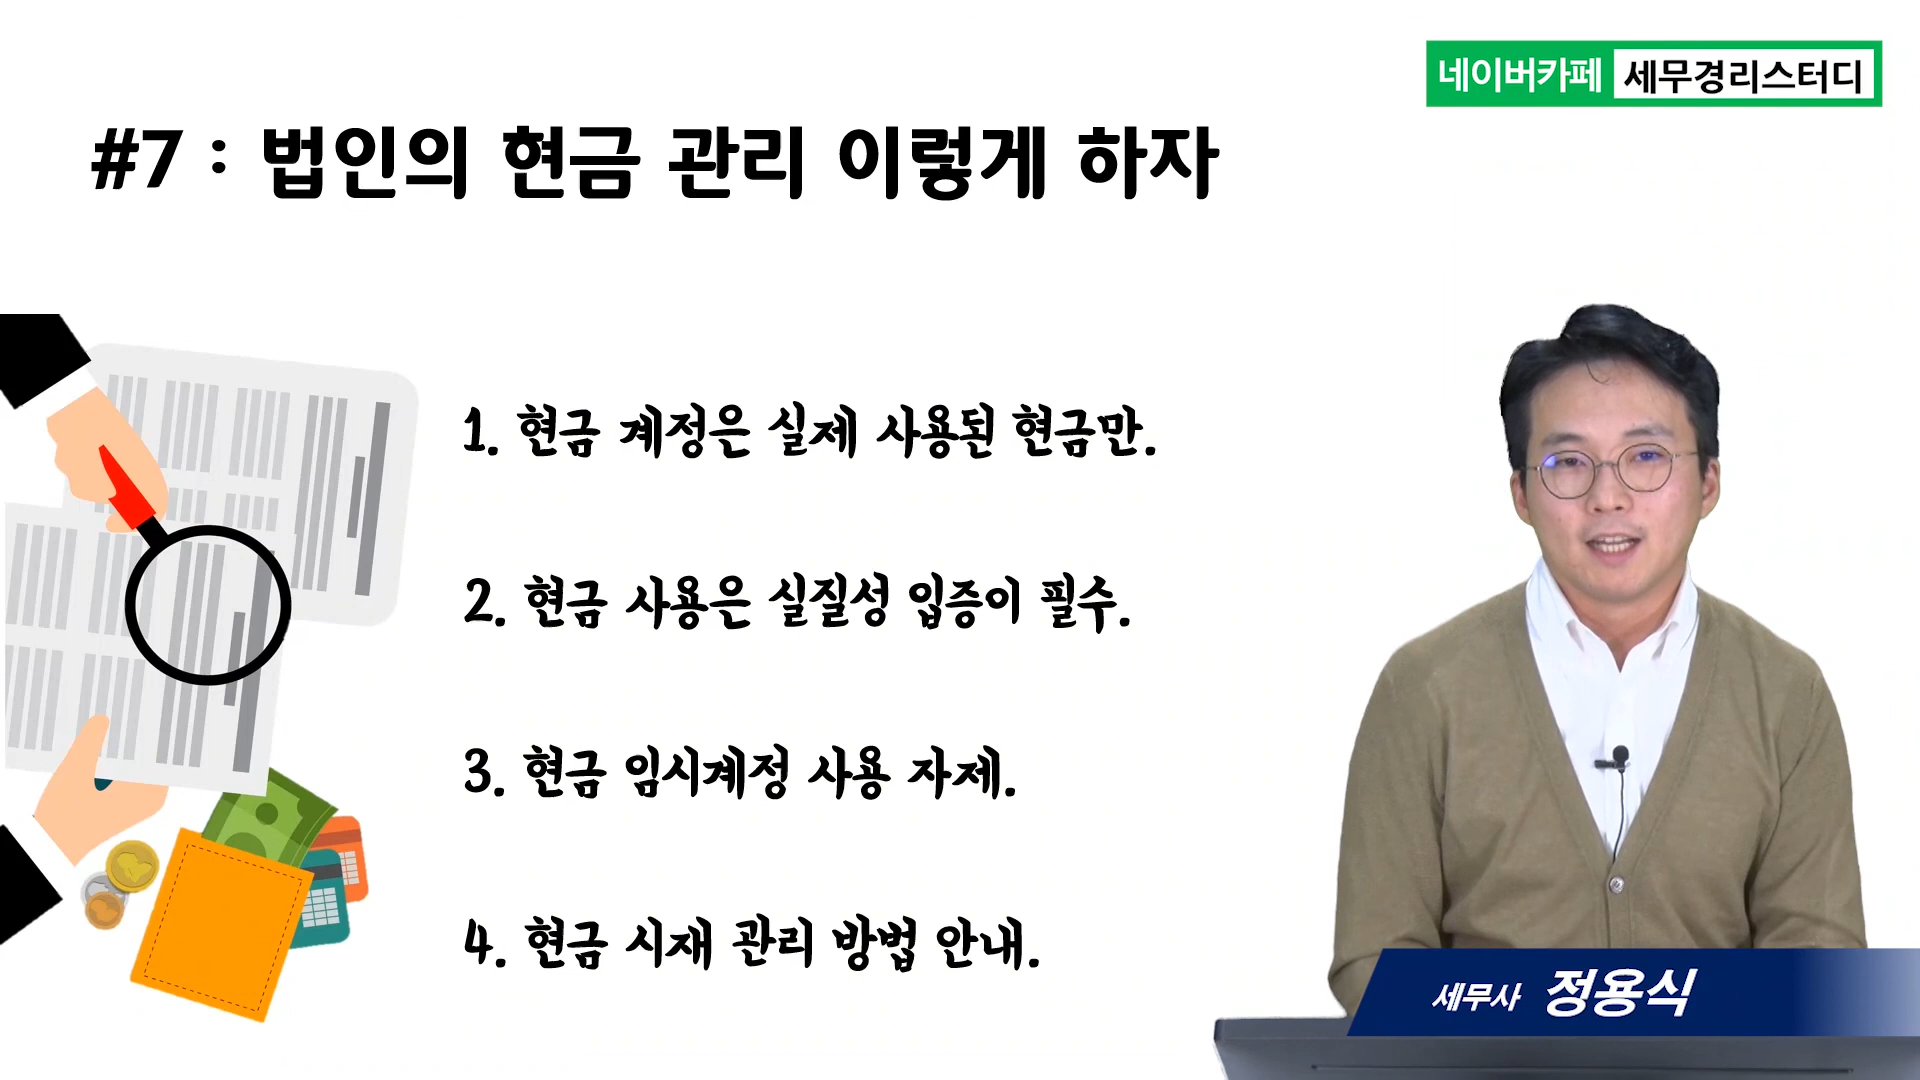 네이버카페 세무경리스터디
#7 : 법인의 현금 관리 이렇게 하자
1. 현금 계정은 실제 사용된 현금만.
2. 현금 사용은 실질성 입증이 필수.
3. 현금 임시계정 사용 자제.
4. 현금 시재 관리 방법 안내.
세무사 정용식